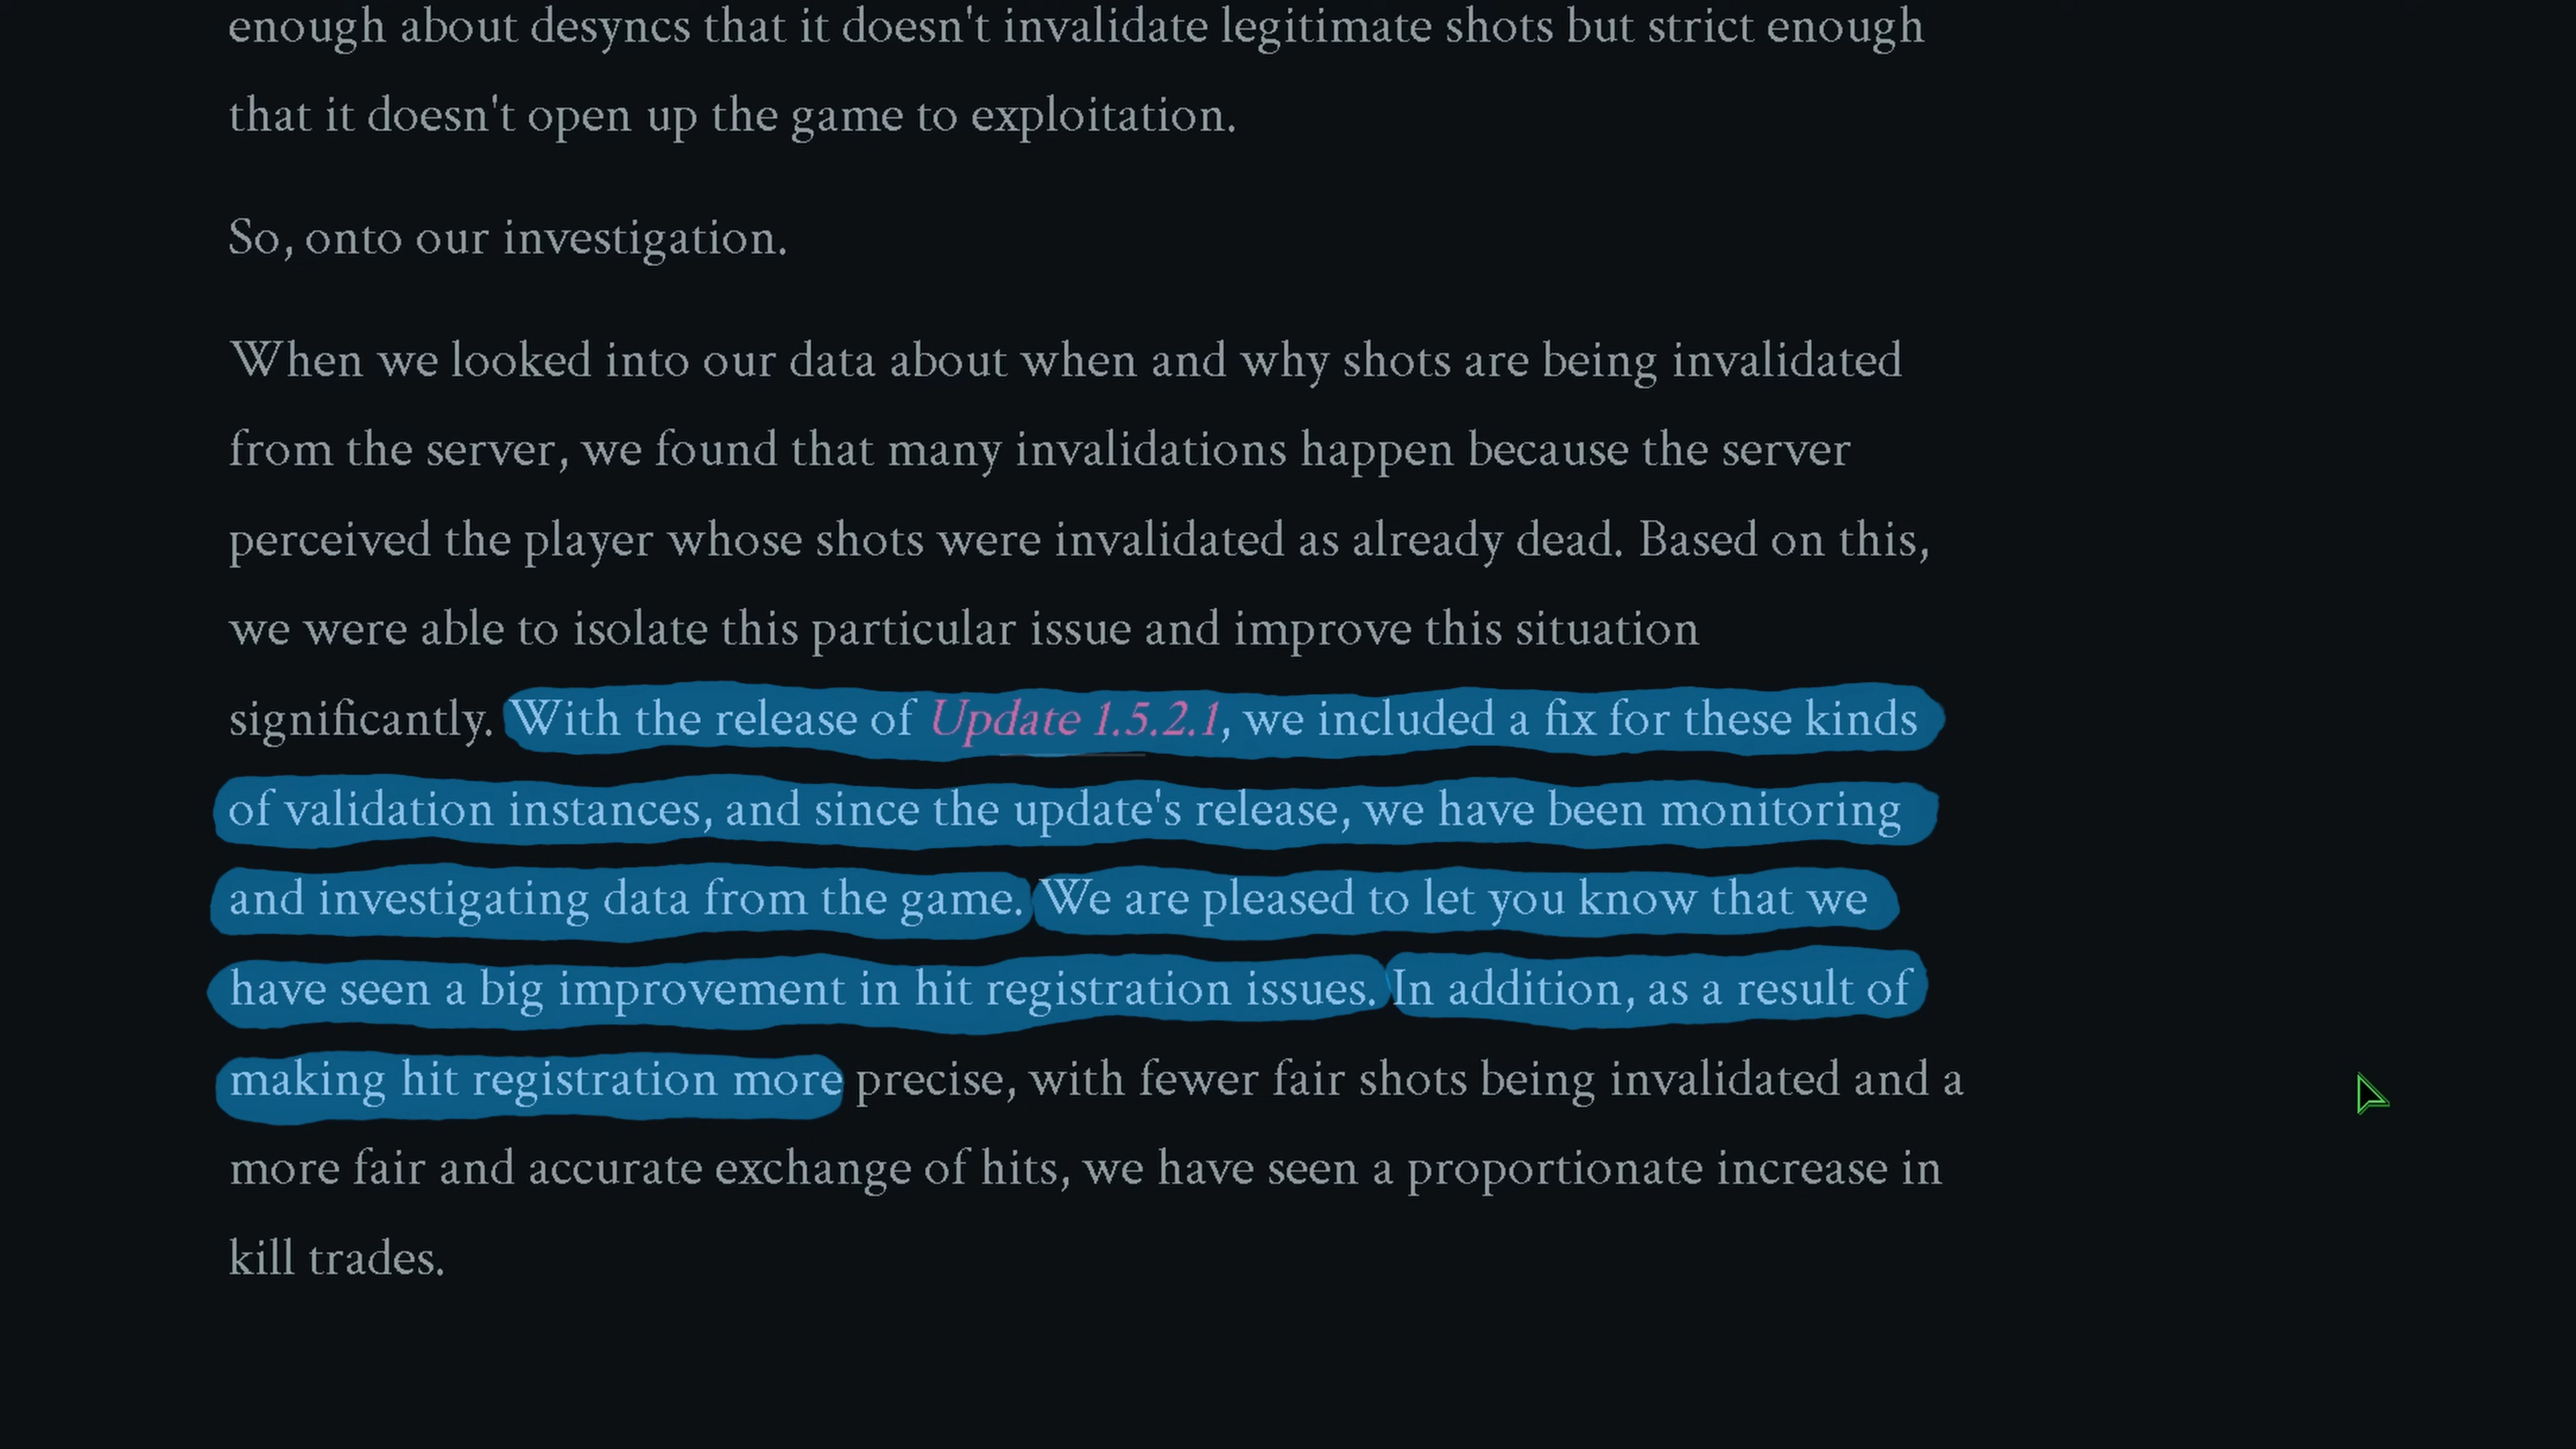 enough about desyncs that it doesn't invalidate legitimate shots but strict enough
that it doesn't open up the game to exploitation.
So, onto our investigation.
When we looked into our data about when and why shots are being invalidated
from the server, we found that many invalidations happen because the server
perceived the player whose shots were invalidated as already dead. Based on this,
we were able to isolate this particular issue and improve this situation
significantly. With the release of Update 1.5.2.1, we included a fix for these kinds
of validation instances, and since the update's release, we have been monitoring
and investigating data from the game. We are pleased to let you know that we
have seen a big improvement in hit registration issues. In addition, as a result of
making hit registration more precise, with fewer fair shots being invalidated and a
more fair and accurate exchange of hits, we have seen a proportionate increase in
kill trades.